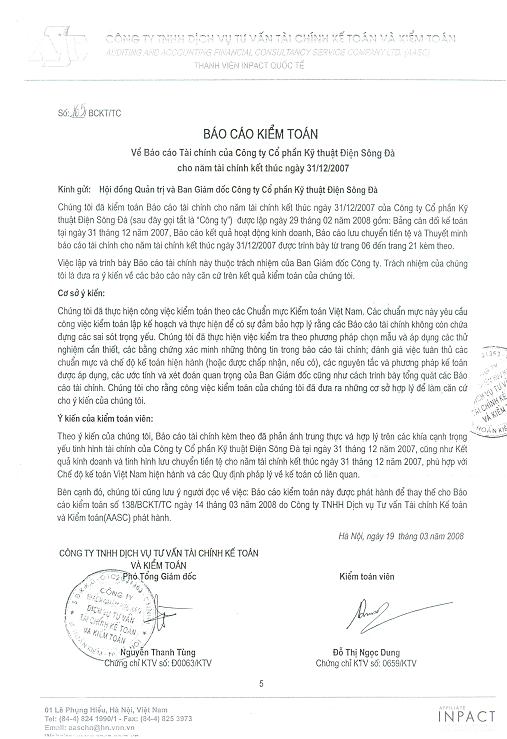 CÔNG TY TNHH DỊCH VỤ TƯ VẤN TÀI CHÍNH KẾ TOÁN VÀ KIỂM TOÁN
AUDITING AND ACCOUNTING FINANCIAL CONSULTANCY SERVICE COMPANY LTD. (AASC)
THÀNH VIÊN INPACT QUỐC TẾ
Số: 165 BCKT/TC
BÁO CÁO KIỂM TOÁN
Về Báo cáo Tài chính của Công ty Cổ phần Kỹ thuật Điện Sông Đà
cho năm tài chính kết thúc ngày 31/12/2007
Kính gửi: Hội đồng Quản trị và Ban Giám đốc Công ty Cổ phần Kỹ thuật Điện Sông Đà
Chúng tôi đã kiểm toán Báo cáo Tài chính kết thúc ngày 31/12/2007 của Công ty Cổ phần Kỹ
thuật Điện Sông Đà (sau đây gọi tắt là "Công ty") được lập ngày 29 tháng 02 năm 2008 gồm: Bảng cân đối kế toán
tại ngày 31 tháng 12 năm 2007, Báo cáo kết quả hoạt động kinh doanh, Báo cáo lưu chuyển tiền tệ và Thuyết minh
báo cáo tài chính cho năm tài chính kết thúc ngày 31/12/2007 được trình bày từ trang 06 đến trang 21 kèm theo.
Việc lập và trình bày Báo cáo tài chính này thuộc trách nhiệm của Ban Giám đốc Công ty. Trách nhiệm của chúng
tôi là đưa ra ý kiến về các báo cáo này căn cứ trên kết quả kiểm toán của chúng tôi.
Cơ sở ý kiến:
Chúng tôi đã thực hiện công việc kiểm toán theo các Chuẩn mực Kiểm toán Việt Nam. Các chuẩn mực này yêu cầu
công việc kiểm toán lập kế hoạch và thực hiện để có sự đảm bảo hợp lý rằng các Báo cáo tài chính không còn chứa
đựng các sai sót trọng yếu. Chúng tôi đã thực hiện việc kiểm tra theo phương pháp chọn mẫu và áp dụng các thử
nghiệm cần thiết, các bằng chứng xác minh những thông tin trong báo cáo tài chính; đánh giá việc tuân thủ các
chuẩn mực và chế độ kế toán hiện hành (hoặc được chấp nhận, nếu có), các nguyên tắc và phương pháp kế toán
được áp dụng, các ước tính và xét đoán quan trọng của Ban Giám đốc cũng như cách trình bày tổng quát các Báo
cáo tài chính. Chúng tôi cho rằng công việc kiểm toán của chúng tôi đã đưa ra những cơ sở hợp lý để làm căn cứ
cho ý kiến của chúng tôi.
Ý kiến của kiểm toán viên:
Theo ý kiến của chúng tôi, Báo cáo tài chính kèm theo đã phản ánh trung thực và hợp lý trên các khía cạnh trọng
yếu tình hình tài chính của Công ty Cổ phần Kỹ thuật Điện Sông Đà tại ngày 31 tháng 12 năm 2007, cũng như Kết
quả kinh doanh và tình hình lưu chuyển tiền tệ cho năm tài chính kết thúc ngày 31 tháng 12 năm 2007, phù hợp với
Chế độ kế toán Việt Nam hiện hành và các Quy định pháp lý về kế toán có liên quan.
Bên cạnh đó, chúng tôi cũng lưu ý người đọc về việc: Báo cáo kiểm toán này được phát hành để thay thế cho Báo
cáo kiểm toán số 138/BCKT/TC ngày 14 tháng 03 năm 2008 do Công ty TNHH Dịch vụ Tư vấn Tài chính Kế toán
và Kiểm toán(AASC) phát hành.
Hà Nội, ngày 19 tháng 03 năm 2008
CÔNG TY TNHH DỊCH VỤ TƯ VẤN TÀI CHÍNH KẾ TOÁN
VÀ KIỂM TOÁN
Phó Tổng Giám đốc
Kiểm toán viên
CÔNG TY
DỊCH VỤ TƯ VẤN
TÀI CHÍNH KẾ TOÁN
VÀ KIỂM TOÁN
Nguyễn Thanh Tùng
Đỗ Thị Ngọc Dung
Chứng chỉ KTV số: Đ0063/KTV
Chứng chỉ KTV số: 0659/KTV
5
01 Lê Phụng Hiểu, Hà Nội, Việt Nam
Tel: (84-4) 824 1990/1 - Fax: (84-4) 825 3973
Email: aaschn@hn.vnn.vn
AFFILIATE
INPACT